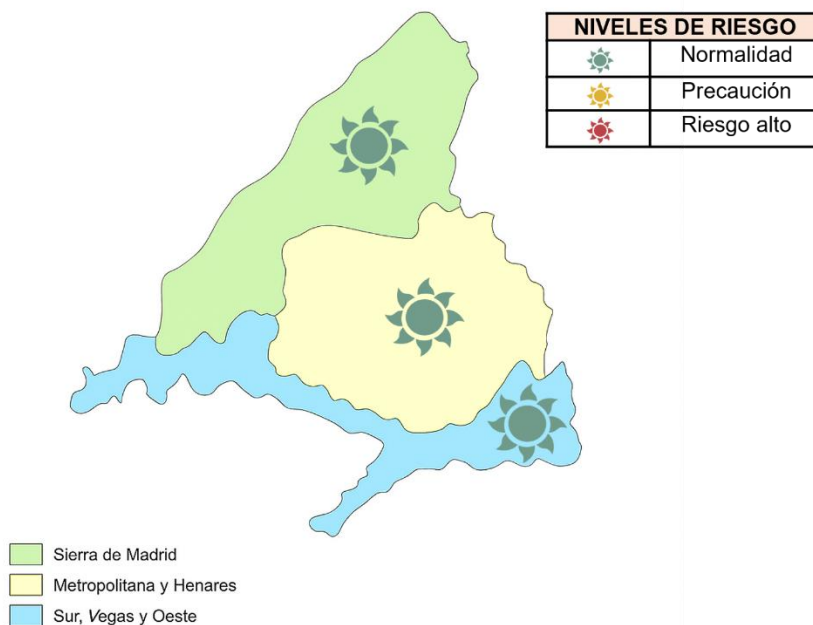 NIVELES DE RIESGO
Normalidad
Precaución
Riesgo alto
Sierra de Madrid
Metropolitana y Henares
Sur, Vegas y Oeste